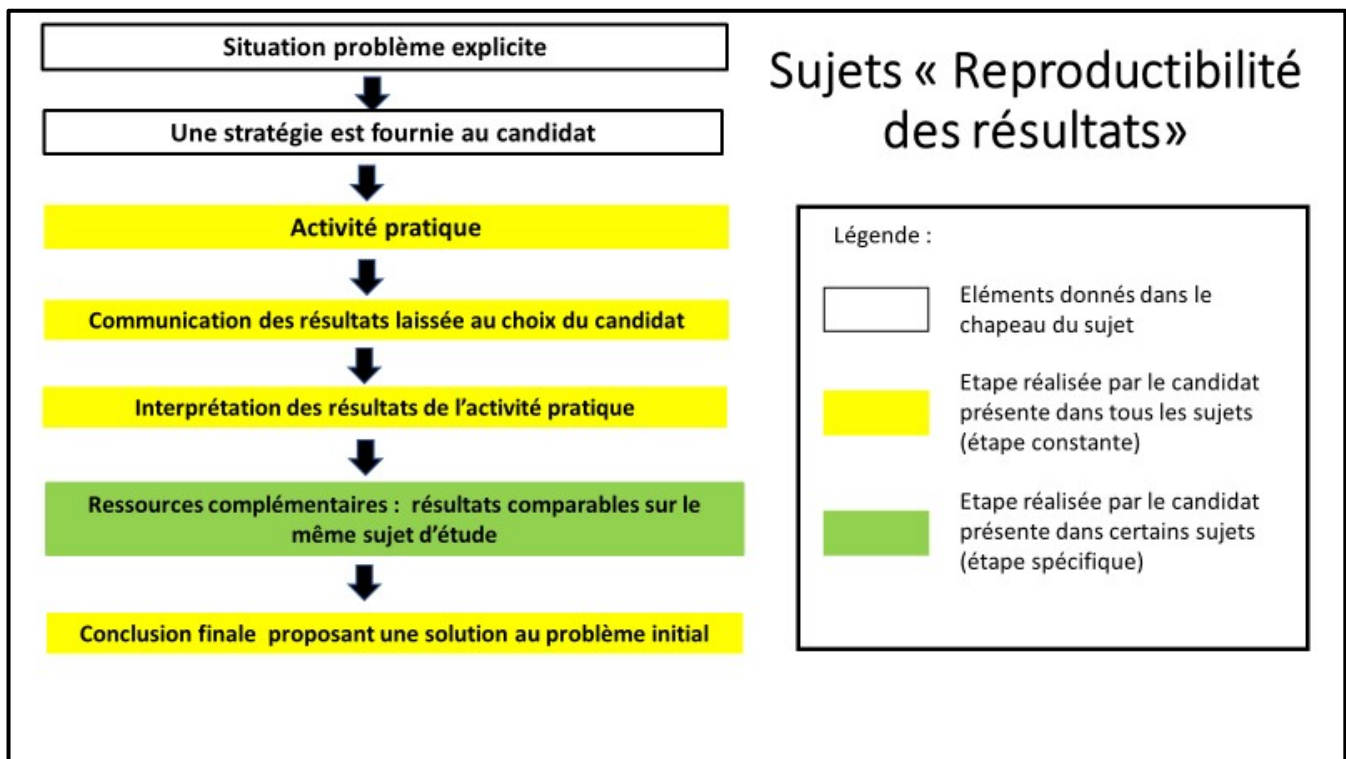 Situation problème explicite
Une stratégie est fournie au candidat
Activité pratique
Communication des résultats laissée au choix du candidat
Interprétation des résultats de l'activité pratique
Ressources complémentaires : résultats comparables sur le
même sujet d'étude
Conclusion finale proposant une solution au problème initial
Sujets « Reproductibilité
des résultats»
Légende :
Eléments donnés dans le
chapeau du sujet
Etape réalisée par le candidat
présente dans tous les sujets
(étape constante)
Etape réalisée par le candidat
présente dans certains sujets
(étape spécifique)